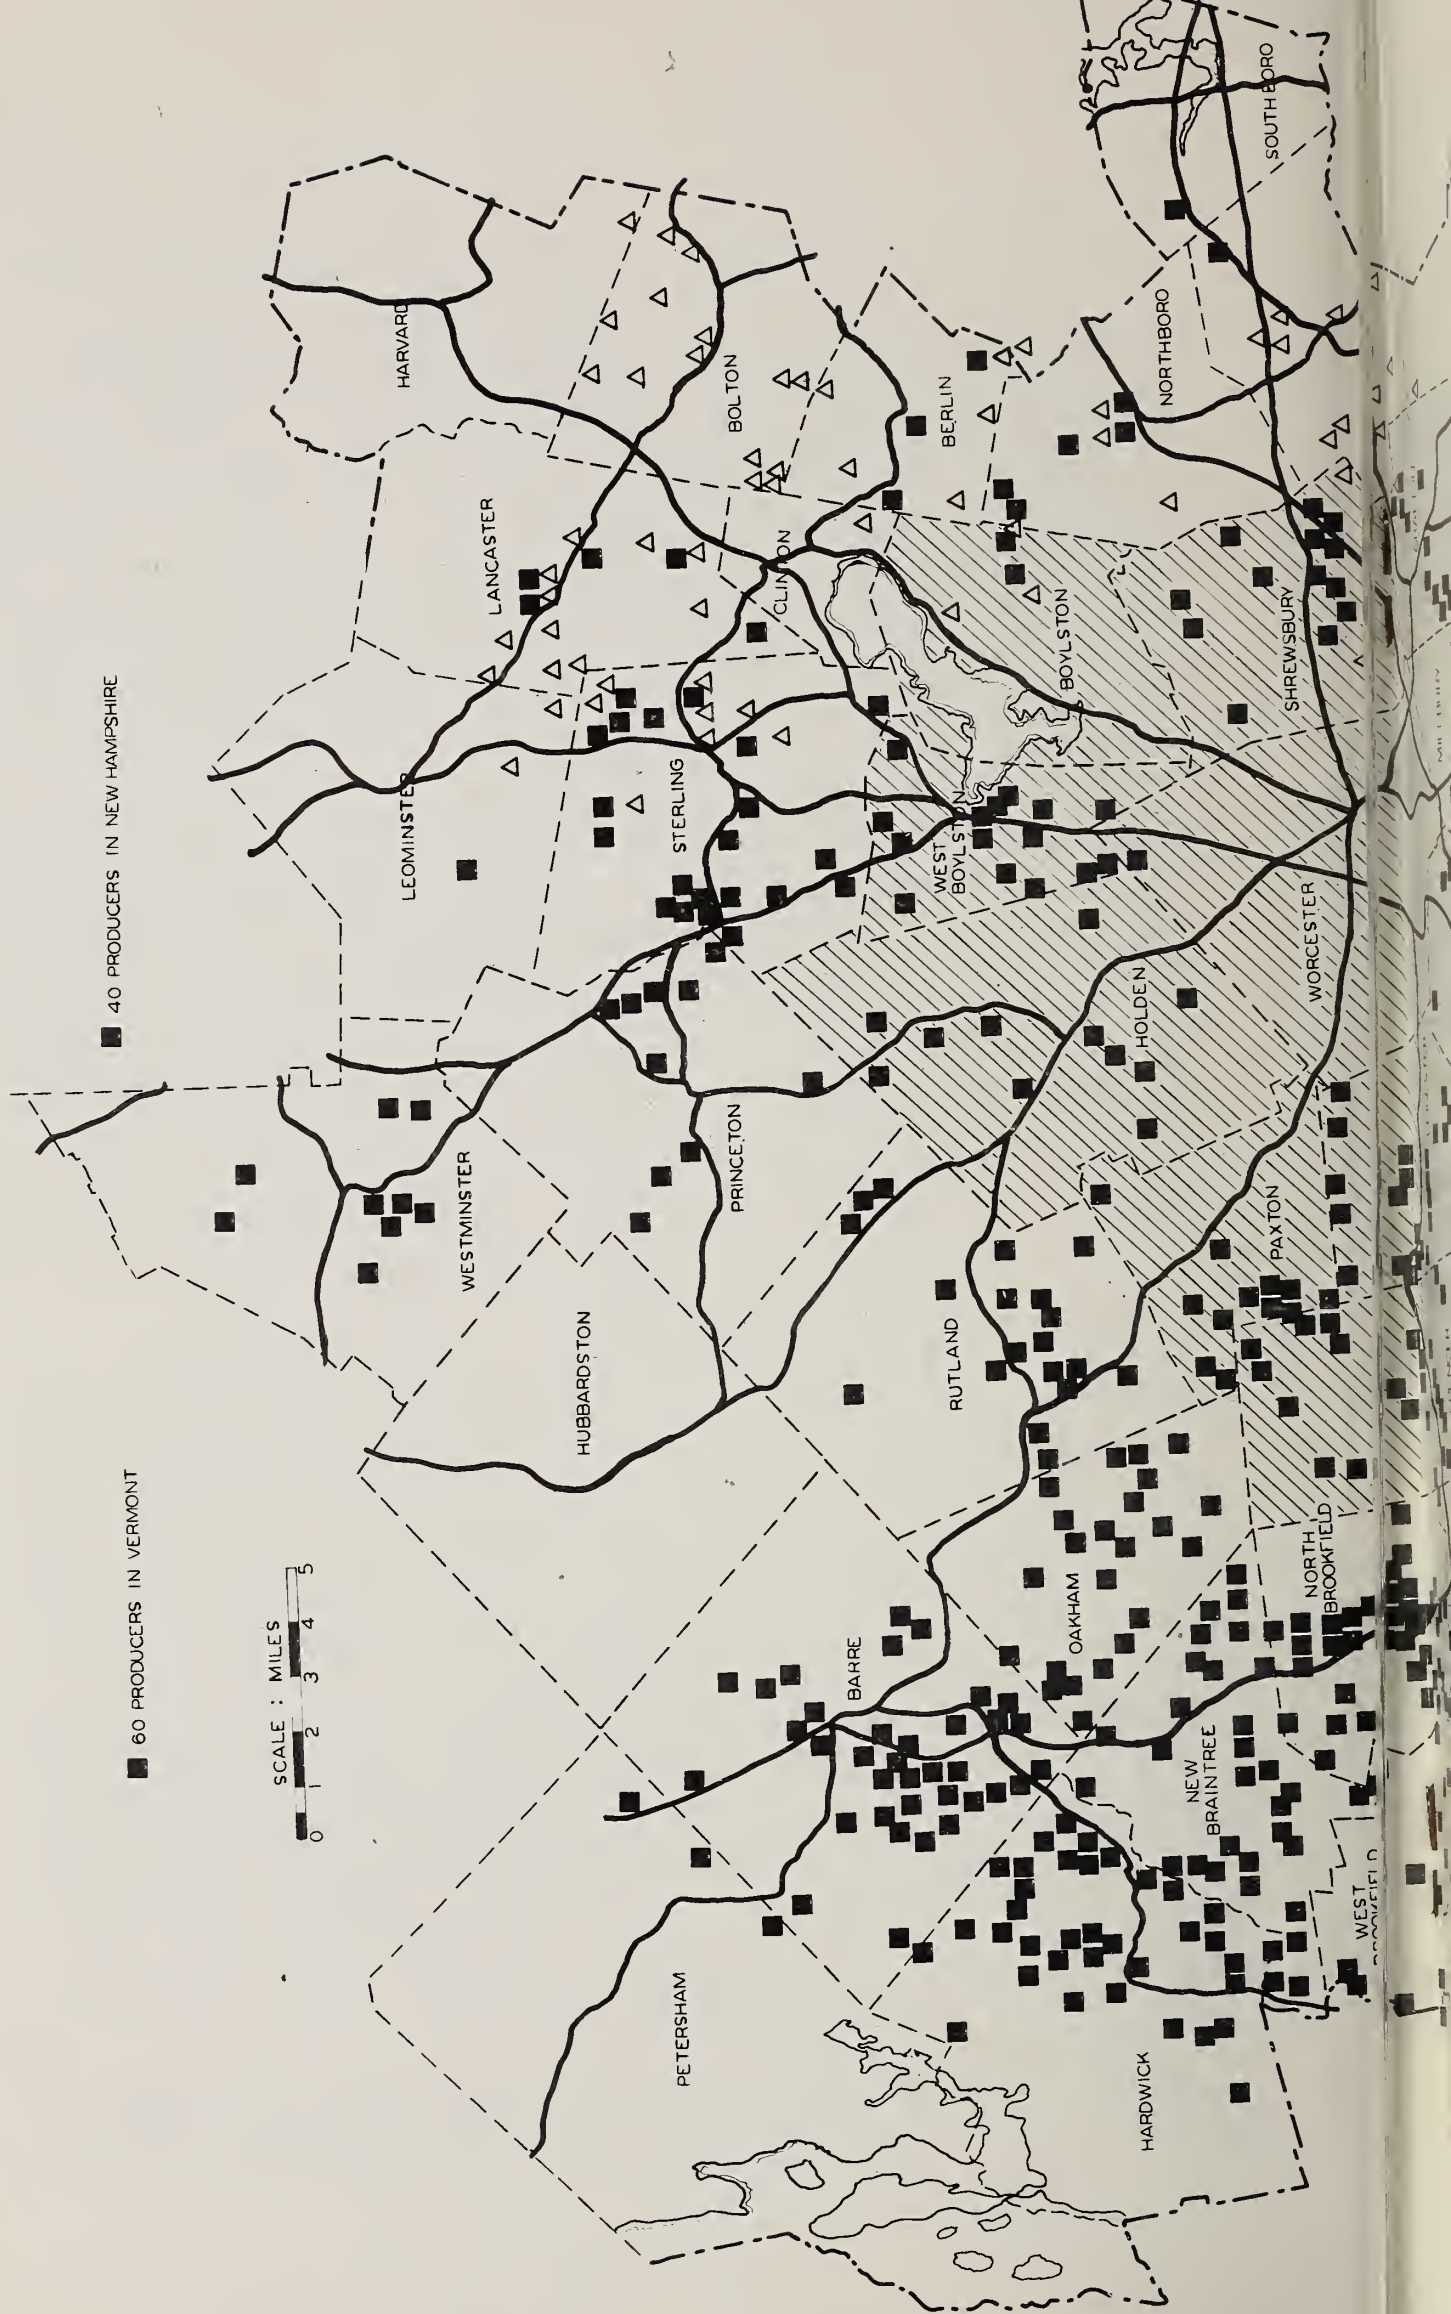 60 PRODUCERS IN VERMONT
40 PRODUCERS IN NEW HAMPSHIRE
SCALE : MILES
0 1 2 3 4 5
HARVARD
LEOMINSTER
WESTMINSTER
LANCASTER
HUBBARDSTON
PETERSHAM
STERLING
PRINCETON
BOLTON
CLINTON
BARRE
BERLIN
WEST
BOYLSTON
RUTLAND
BOYLSTON
OAKHAM
HOLDEN
HARDWICK
NORTHBORO
NEW
BRAINTREE
SOUTHBORO
PAXTON
SHREWSBURY
WORCESTER
NORTH
BROOKFIELD
WEST